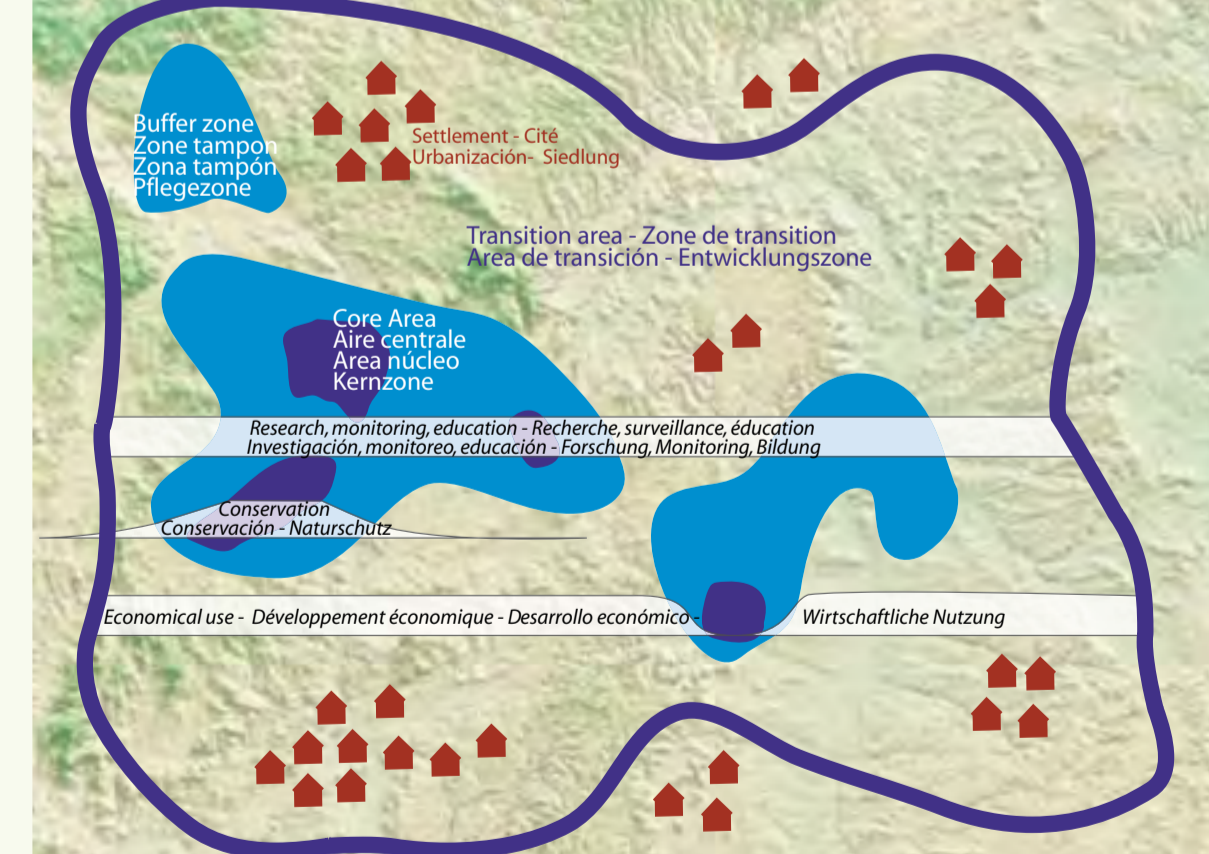 Buffer zone
Zone tampon
Zona tampón
Pflegezone
Settlement - Cité
Urbanización- Siedlung
Transition area - Zone de transition
Area de transición - Entwicklungszone
Core Area
Aire centrale
Area núcleo
Kernzone
Research, monitoring, education - Recherche, surveillance, éducation
Investigación, monitoreo, educación - Forschung, Monitoring, Bildung
Conservation
Conservación - Naturschutz
Economical use - Développement économique - Desarrollo económico - Wirtschaftliche Nutzung